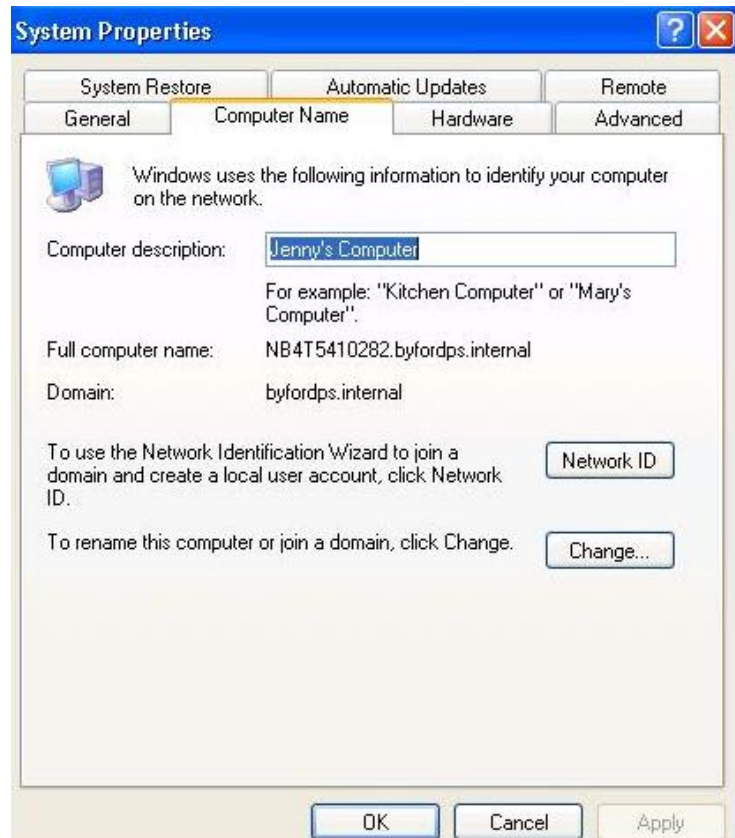 System Properties
System Restore
Automatic Updates
Remote
General
Computer Name
Hardware
Advanced
Windows uses the following information to identify your computer
on the network.
Computer description:
Jenny's Computer
For example: "Kitchen Computer" or "Mary's
Computer".
Full computer name:
NB4T5410282.byfordps.internal
Domain:
byfordps.internal
To use the Network Identification Wizard to join a
domain and create a local user account, click Network
ID.
Network ID
To rename this computer or join a domain, click Change.
Change...
OK
Cancel
Apply